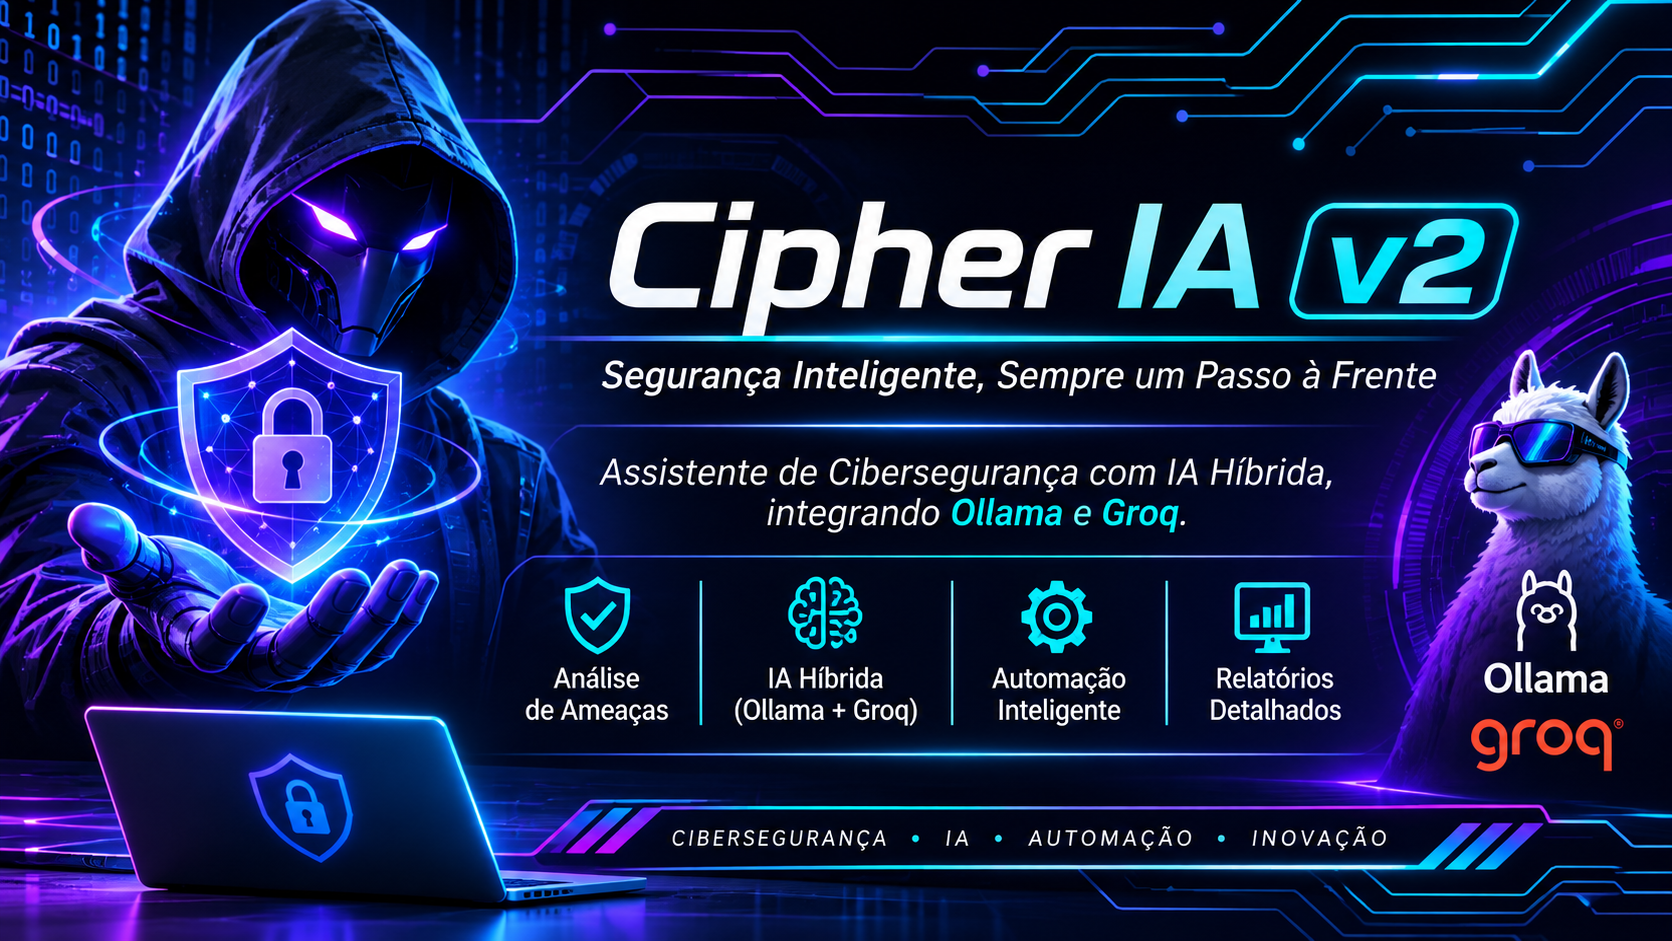 Cipher IA v2
Segurança Inteligente, Sempre um Passo à Frente
Assistente de Cibersegurança com IA Híbrida,
integrando Ollama e Groq.
Análise
de Ameaças
IA Híbrida
(Ollama + Groq)
Automação
Inteligente
Relatórios
Detalhados
Ollama
groq®
CIBERSEGURANÇA • IA • AUTOMAÇÃO • INOVAÇÃO